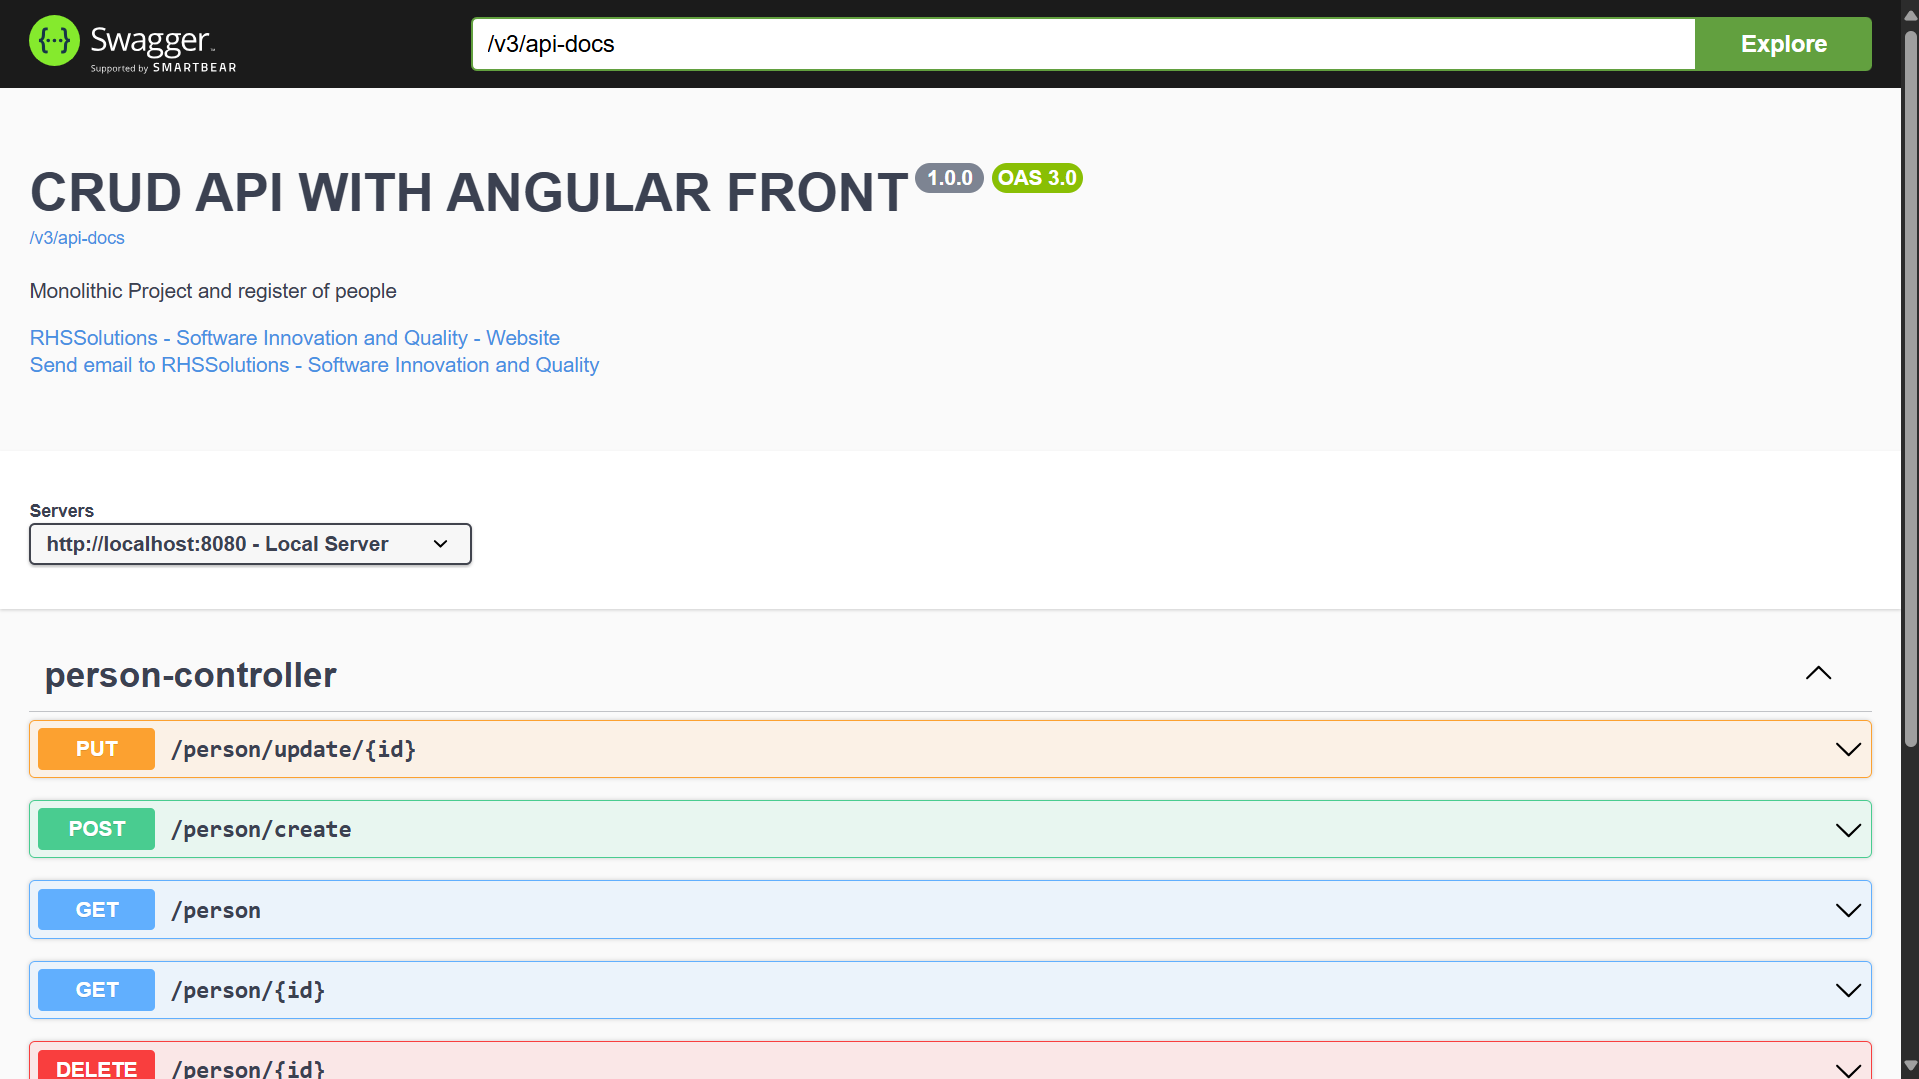 Swagger
Supported by SMARTBEAR
/v3/api-docs
Explore
CRUD API WITH ANGULAR FRONT 1.0.0 OAS 3.0
/v3/api-docs
Monolithic Project and register of people
RHSSolutions - Software Innovation and Quality - Website
Send email to RHSSolutions - Software Innovation and Quality
Servers
http://localhost:8080 - Local Server
person-controller
PUT /person/update/{id}
POST /person/create
GET /person
GET /person/{id}
DELETE /person/{id}